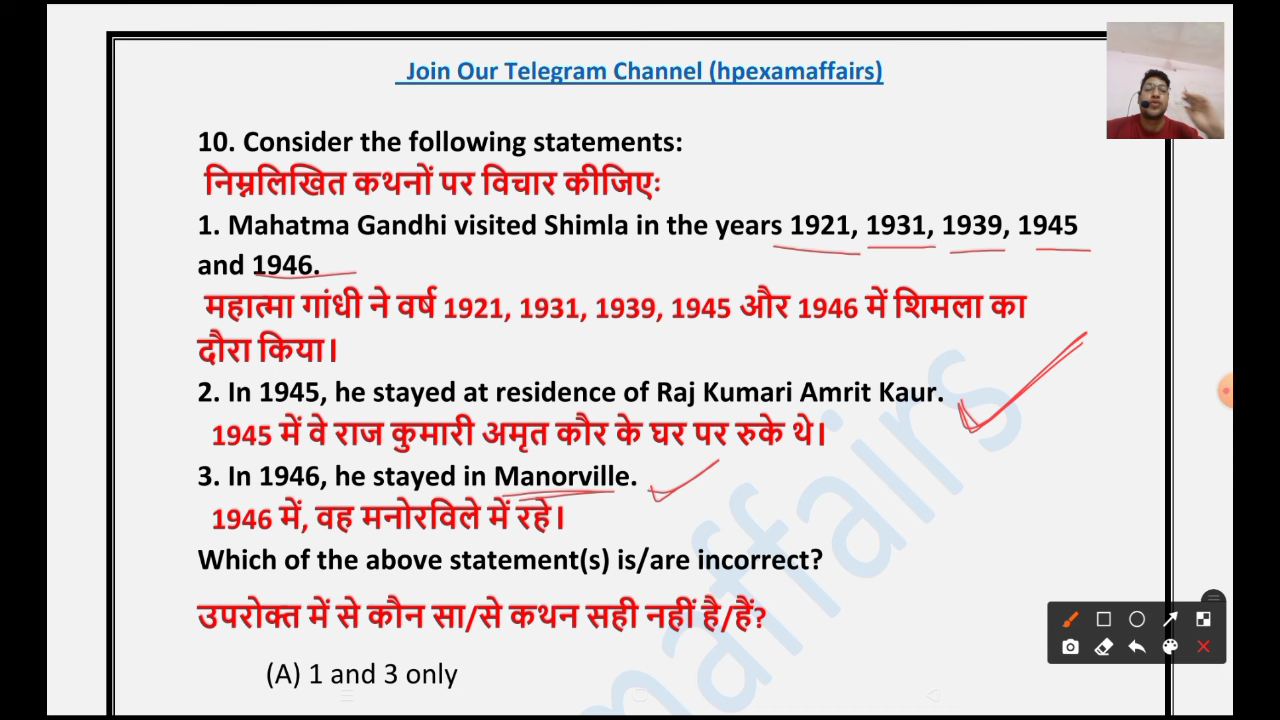 Join Our Telegram Channel (hpexamaffairs)
10. Consider the following statements:
निम्नलिखित कथनों पर विचार कीजिएः
1. Mahatma Gandhi visited Shimla in the years 1921, 1931, 1939, 1945
and 1946.
महात्मा गांधी ने वर्ष 1921, 1931, 1939, 1945 और 1946 में शिमला का
दौरा किया।
2. In 1945, he stayed at residence of Raj Kumari Amrit Kaur.
1945 में वे राज कुमारी अमृत कौर के घर पर रुके थे।
3. In 1946, he stayed in Manorville.
1946 में, वह मनोरविले में रहे।
Which of the above statement(s) is/are incorrect?
उपरोक्त में से कौन सा/से कथन सही नहीं है/हैं?
(A) 1 and 3 only
maffairs